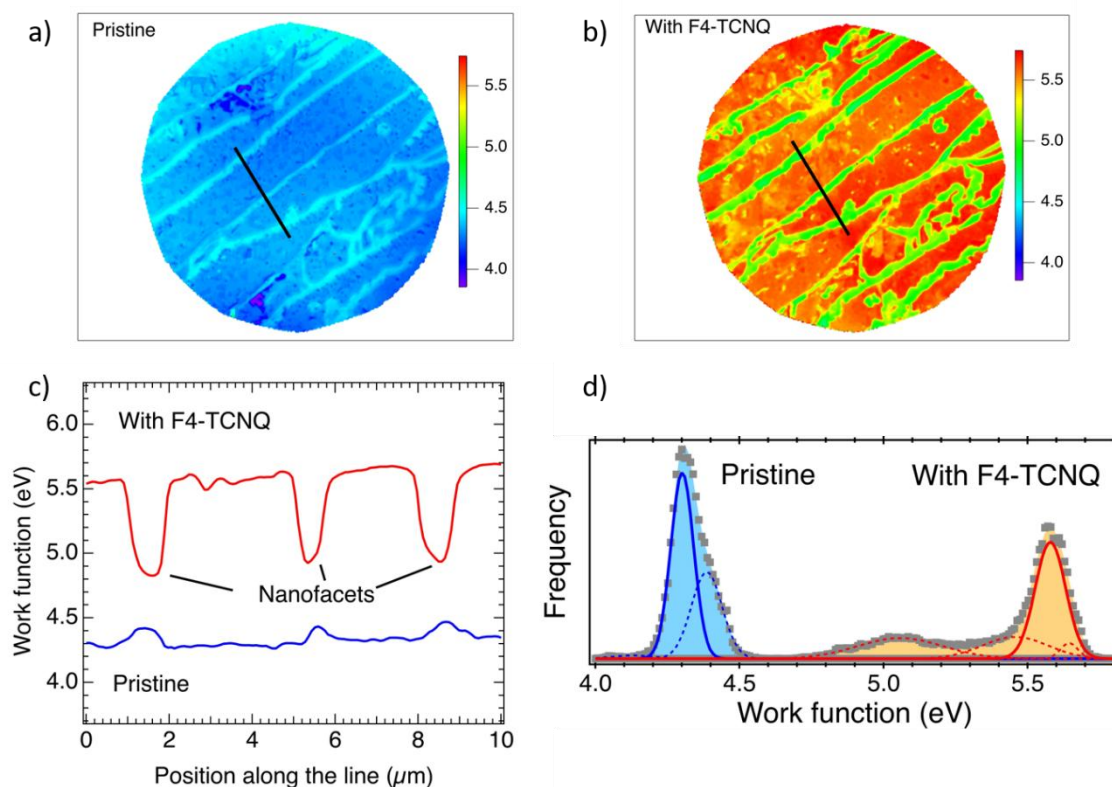 a)
Pristine
5.5
5.0
4.5
4.0
b)
With F4-TCNQ
5.5
5.0
4.5
4.0
c)
With F4-TCNQ
Nanofacets
Pristine
Work function (eV)
6.0
5.5
5.0
4.5
4.0
0 2 4 6 8 10
Position along the line (μm)
d)
Pristine
With F4-TCNQ
Frequency
4.0 4.5 5.0 5.5
Work function (eV)